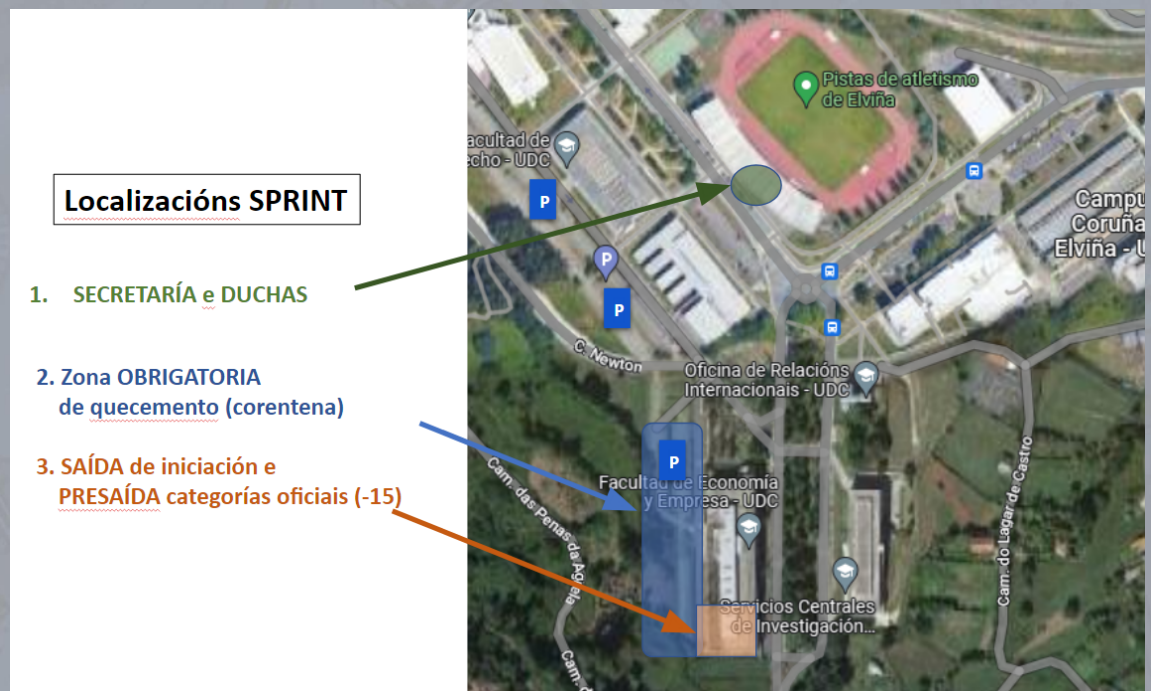 Localizacións SPRINT
1. SECRETARÍA e DUCHAS
2. Zona OBRIGATORIA
de quecemento (corentena)
3. SAÍDA de iniciación e
PRESAÍDA categorías oficiais (-15)
Pistas de atletismo
de Elviña
acultad de
echo - UDC
P
P
P
Campu
Coruña
Elviña - U
C. Newton
Oficina de Relacións
Internacionais - UDC
P
Facultad de Economía
y Empresa - UDC
Cam. das Penas da Agüela
Cam. do Lagar de Castro
Servicios Centrales
de Investigación...
Cam. d